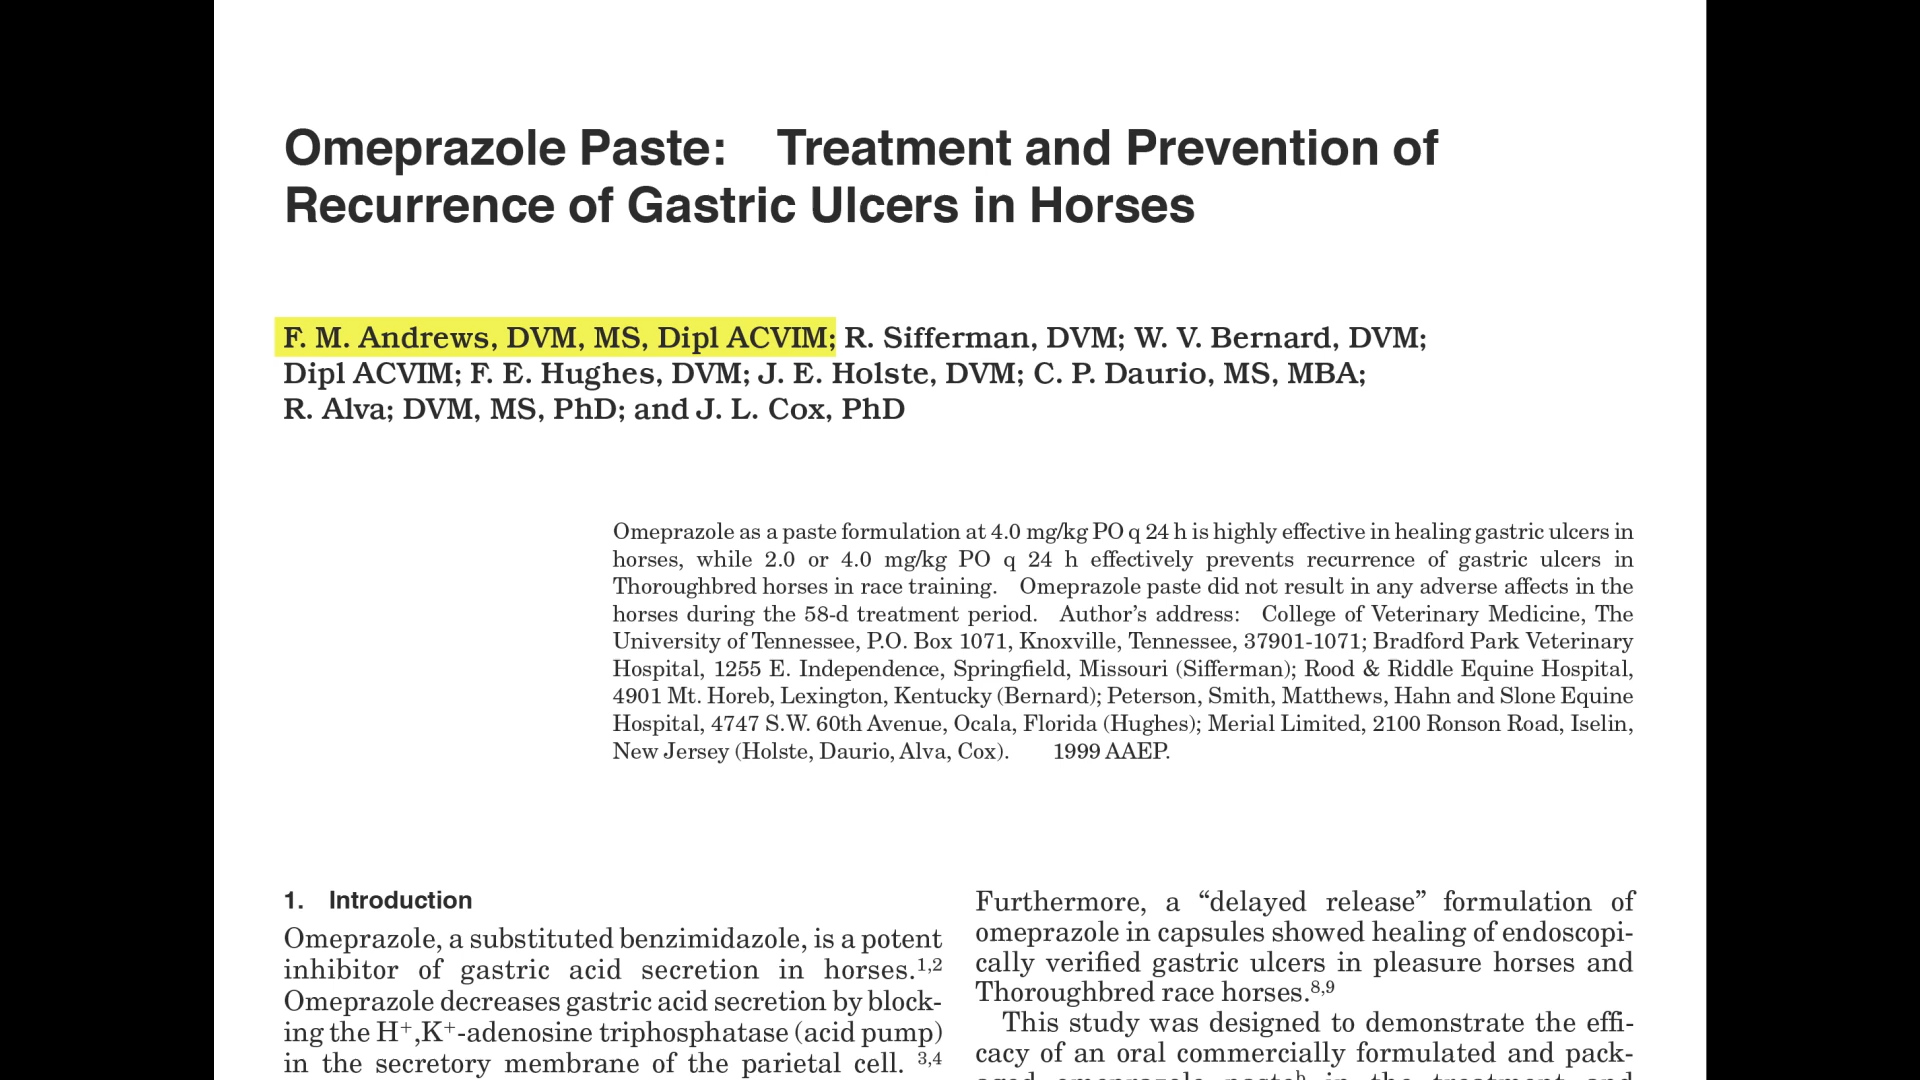 Omeprazole Paste: Treatment and Prevention of
Recurrence of Gastric Ulcers in Horses
F. M. Andrews, DVM, MS, Dipl ACVIM; R. Sifferman, DVM; W. V. Bernard, DVM;
Dipl ACVIM; F. E. Hughes, DVM; J. E. Holste, DVM; C. P. Daurio, MS, MBA;
R. Alva; DVM, MS, PhD; and J. L. Cox, PhD
Omeprazole as a paste formulation at 4.0 mg/kg PO q 24 h is highly effective in healing gastric ulcers in
horses, while 2.0 or 4.0 mg/kg PO q 24 h effectively prevents recurrence of gastric ulcers in
Thoroughbred horses in race training. Omeprazole paste did not result in any adverse affects in the
horses during the 58-d treatment period. Author's address: College of Veterinary Medicine, The
University of Tennessee, P.O. Box 1071, Knoxville, Tennessee, 37901-1071; Bradford Park Veterinary
Hospital, 1255 E. Independence, Springfield, Missouri (Sifferman); Rood & Riddle Equine Hospital,
4901 Mt. Horeb, Lexington, Kentucky (Bernard); Peterson, Smith, Matthews, Hahn and Slone Equine
Hospital, 4747 S.W. 60th Avenue, Ocala, Florida (Hughes); Merial Limited, 2100 Ronson Road, Iselin,
New Jersey (Holste, Daurio, Alva, Cox). 1999 AAEP.
1. Introduction
Omeprazole, a substituted benzimidazole, is a potent
inhibitor of gastric acid secretion in horses.1,2
Omeprazole decreases gastric acid secretion by block-
ing the H+,K+-adenosine triphosphatase (acid pump)
in the secretory membrane of the parietal cell. 3,4
Furthermore, a “delayed release” formulation of
omeprazole in capsules showed healing of endoscopi-
cally verified gastric ulcers in pleasure horses and
Thoroughbred race horses.8,9
This study was designed to demonstrate the effi-
cacy of an oral commercially formulated and pack-
aged omeprazole pasteb in the treatment and